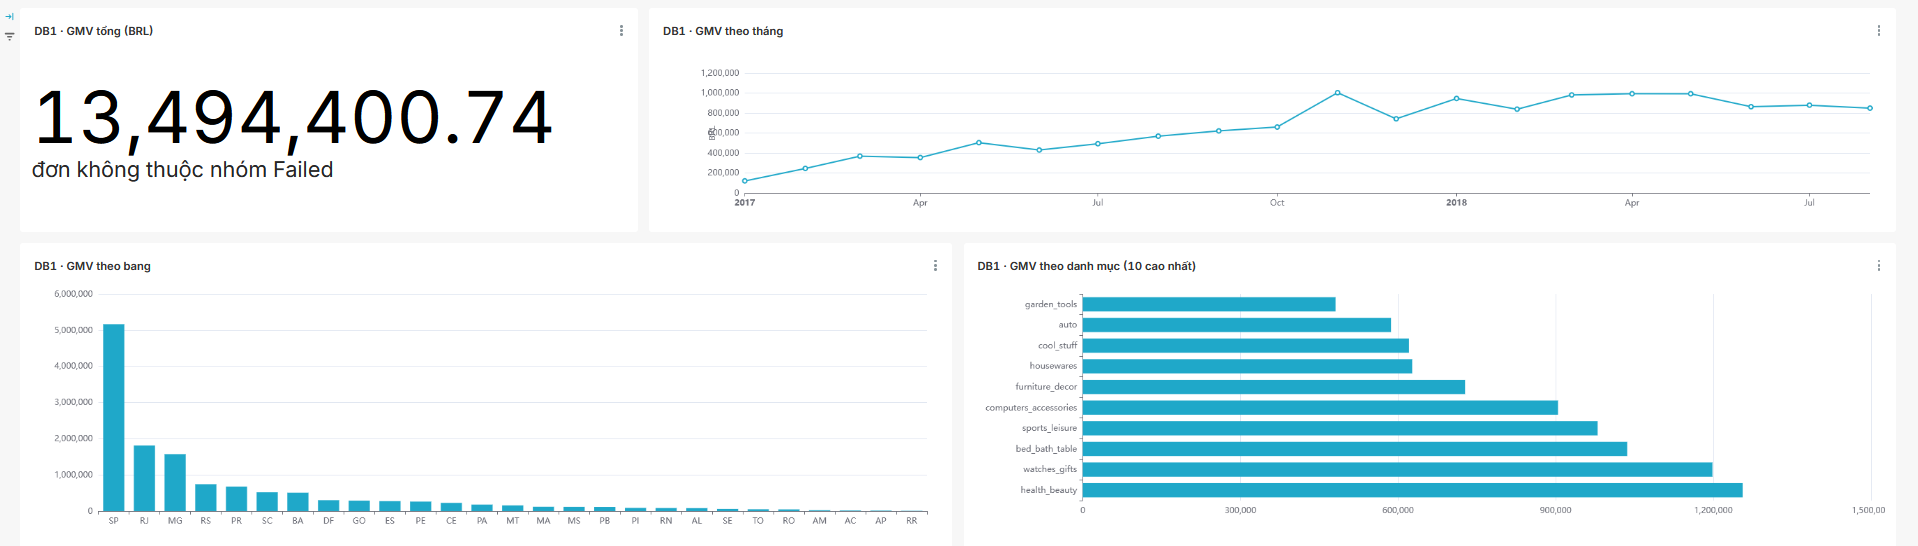 DB1 · GMV tổng (BRL)
13,494,400.74
đơn không thuộc nhóm Failed
DB1 · GMV theo tháng
1,200,000
1,000,000
800,000
600,000
400,000
200,000
0
2017 Apr Jul Oct 2018 Apr Jul
DB1 · GMV theo bang
6,000,000
5,000,000
4,000,000
3,000,000
2,000,000
1,000,000
0
SP RJ MG RS PR SC BA DF GO ES PE CE PA MT MA MS PB PI RN AL SE TO RO AM AC AP RR
DB1 · GMV theo danh mục (10 cao nhất)
garden_tools
auto
cool_stuff
housewares
furniture_decor
computers_accessories
sports_leisure
bed_bath_table
watches_gifts
health_beauty
0 300,000 600,000 900,000 1,200,000 1,500,00